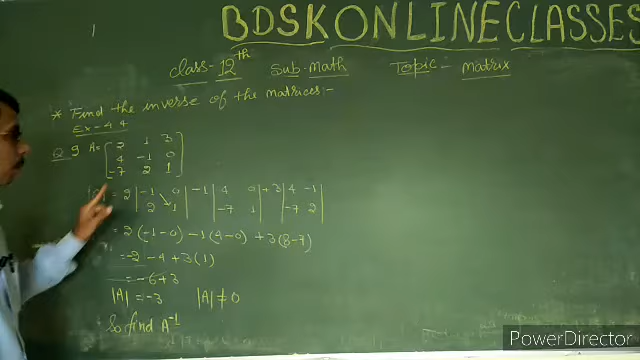 BDSK ONLINE CLASSES
class-12th Sub-Math Topic- Matrix
* Find the inverse of the matrices:-
Ex-4.4
Q 9 A= [ 2 1 3
4 -1 0
-7 2 1 ]
= 2 | -1 0 | -1 | 4 0 | +3 | 4 -1 |
| 2 1 | | -7 1 | | -7 2 |
= 2(-1-0) -1(4-0) + 3(8-7)
= -2 -4 + 3(1)
= -6+3
|A| = -3 |A| ≠ 0
So find A⁻¹
PowerDirector